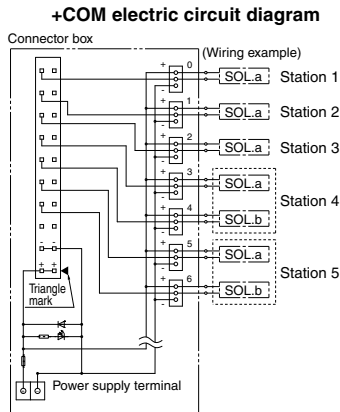 +COM electric circuit diagram
Connector box
(Wiring example)
+ 0
-
SOL.a Station 1
+ 1
-
SOL.a Station 2
+ 2
-
SOL.a Station 3
+ 3
-
SOL.a
Station 4
+ 4
-
SOL.b
+ 5
-
SOL.a
Station 5
+ 6
-
SOL.b
- -
+ +
Triangle
mark
Power supply terminal